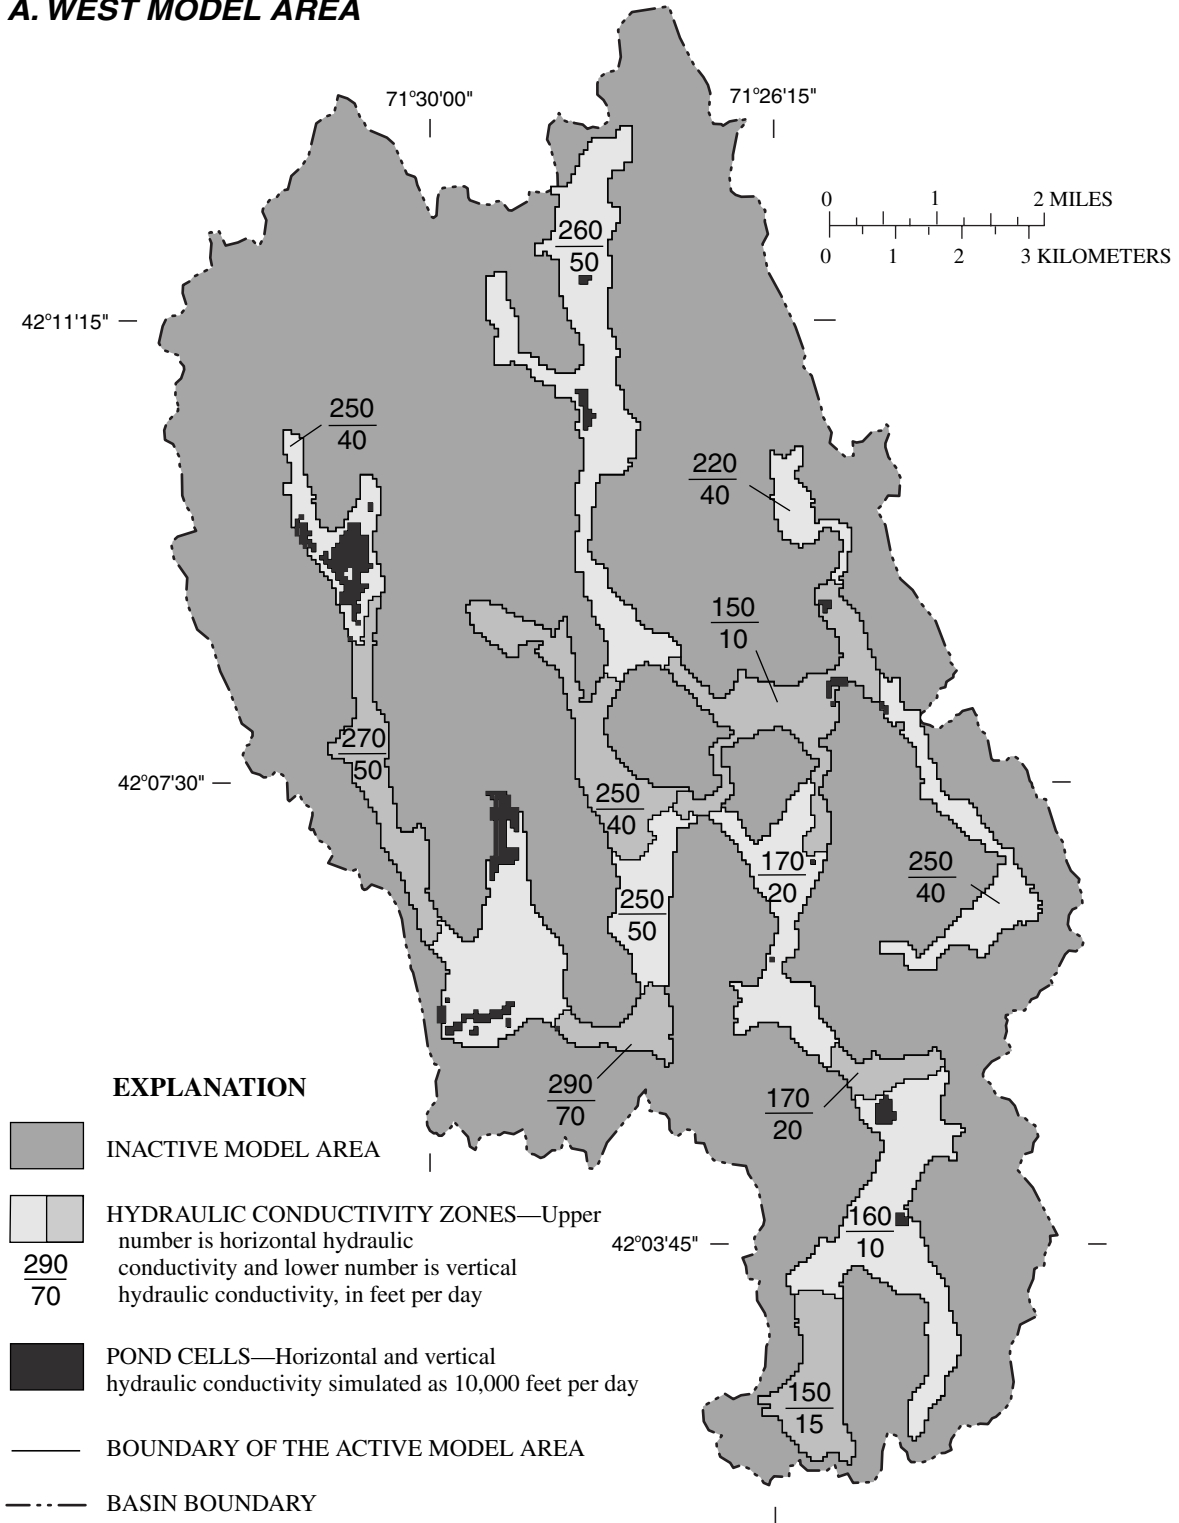 A. WEST MODEL AREA
71°30'00"
71°26'15"
0 1 2 MILES
0 1 2 3 KILOMETERS
260
50
42°11'15"
250
40
220
40
150
10
270
50
42°07'30"
250
40
170
20
250
40
250
50
290
70
170
20
160
10
42°03'45"
150
15
EXPLANATION
INACTIVE MODEL AREA
HYDRAULIC CONDUCTIVITY ZONES—Upper
number is horizontal hydraulic
conductivity and lower number is vertical
hydraulic conductivity, in feet per day
290
70
POND CELLS—Horizontal and vertical
hydraulic conductivity simulated as 10,000 feet per day
BOUNDARY OF THE ACTIVE MODEL AREA
BASIN BOUNDARY